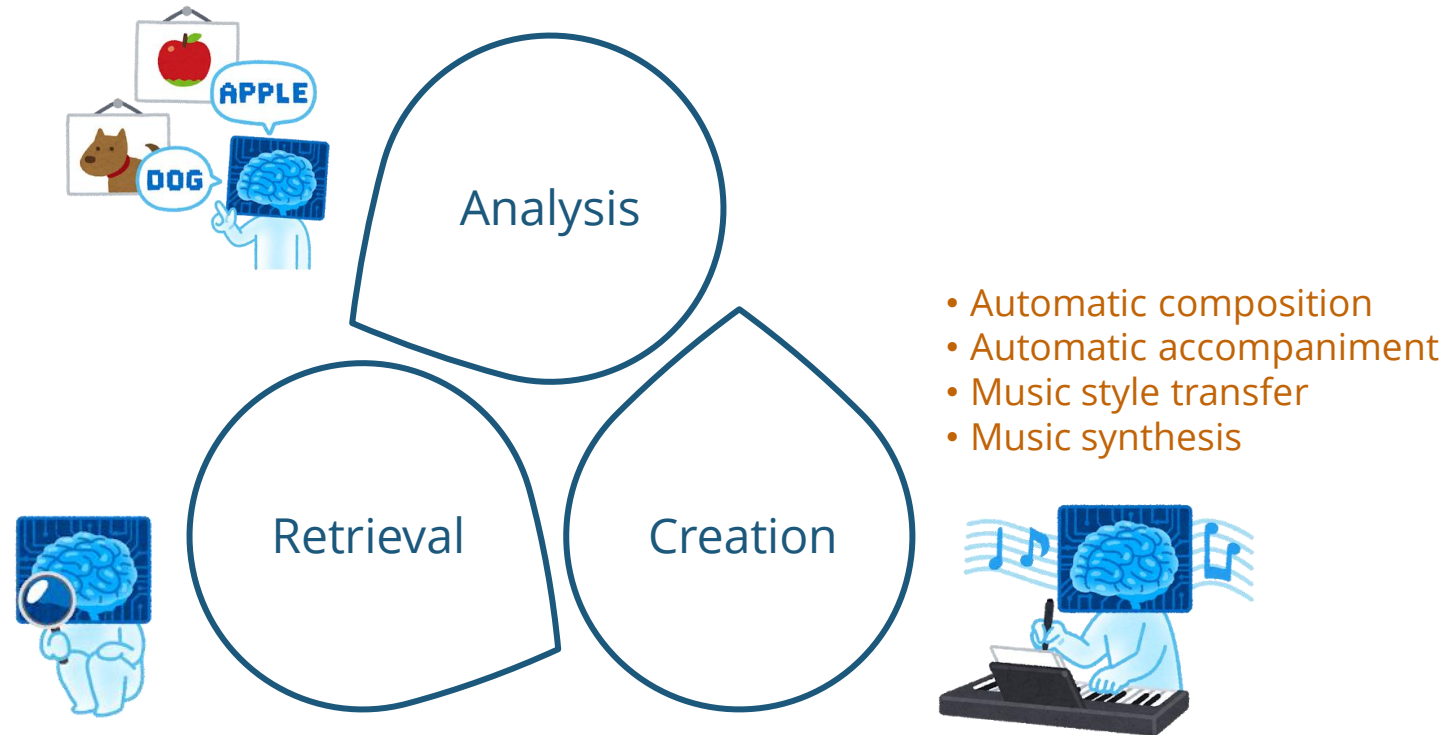 APPLE
DOG
Analysis
Retrieval
Creation
• Automatic composition
• Automatic accompaniment
• Music style transfer
• Music synthesis